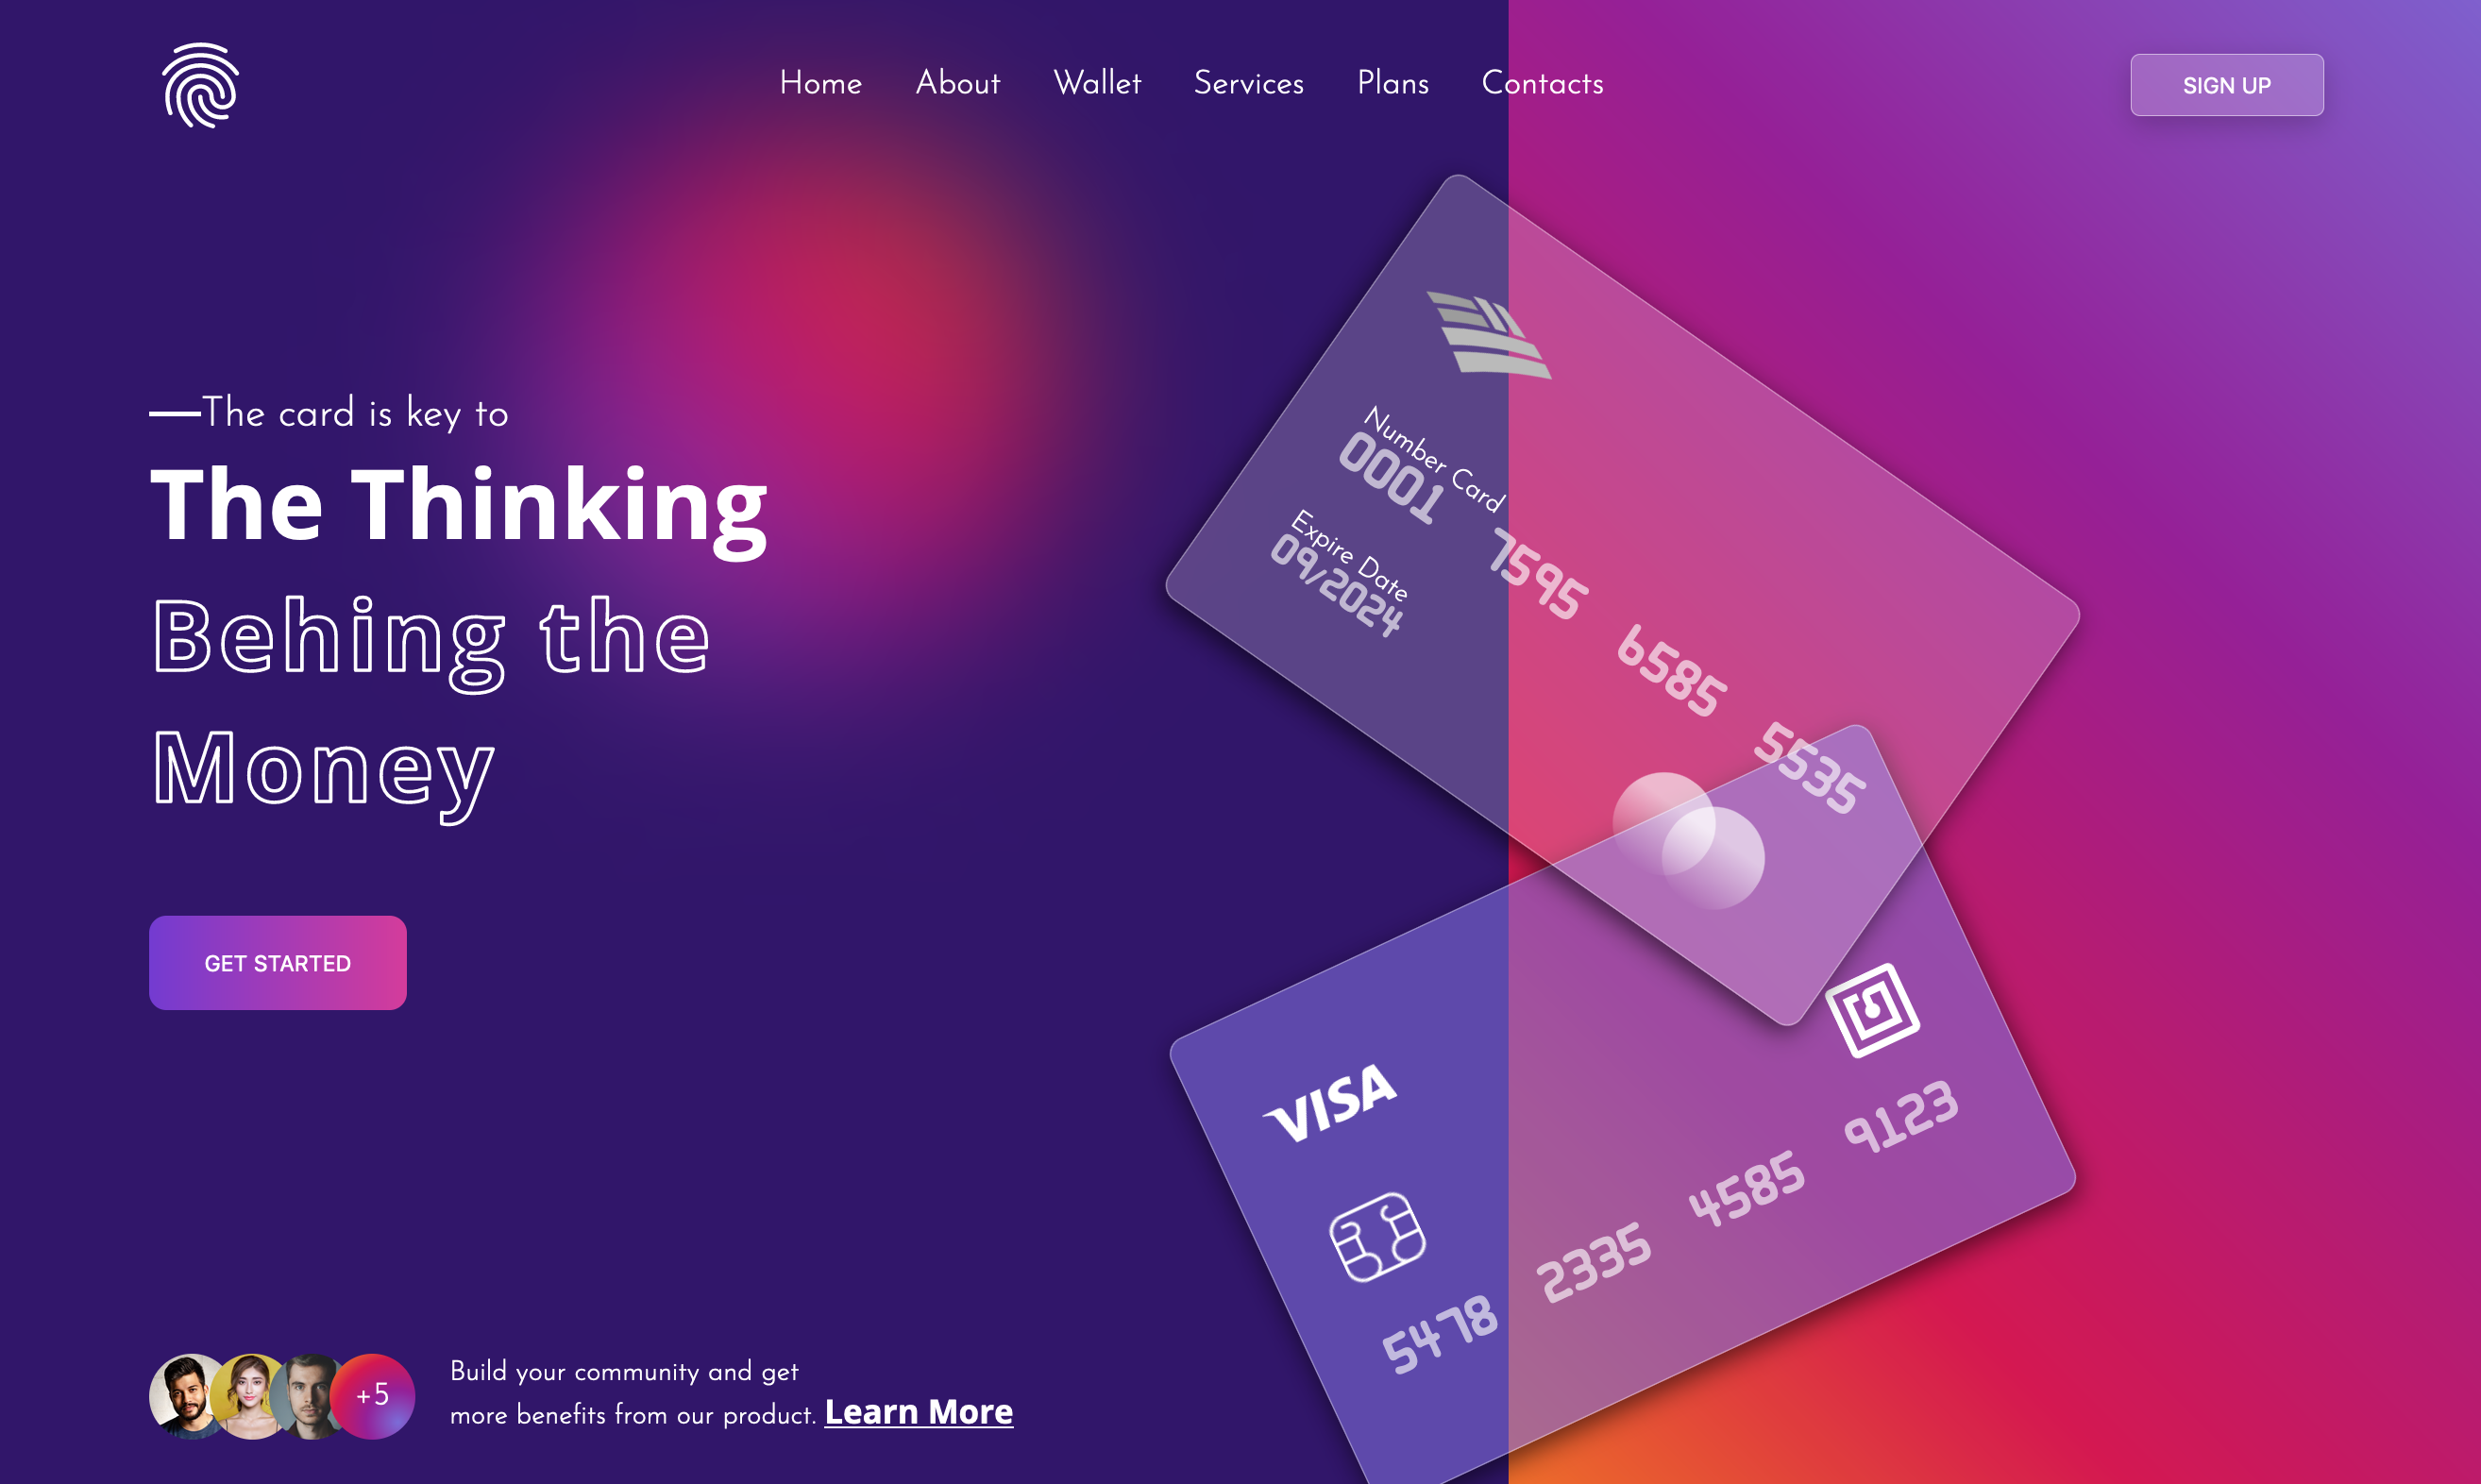 Home About Wallet Services Plans Contacts
SIGN UP
The card is key to
The Thinking
Behing the
Money
GET STARTED
+5
Build your community and get
more benefits from our product. Learn More
Number Card
0001 7595 6585 5535
Expire Date
09/2024
VISA
5478 2335 4585 9123